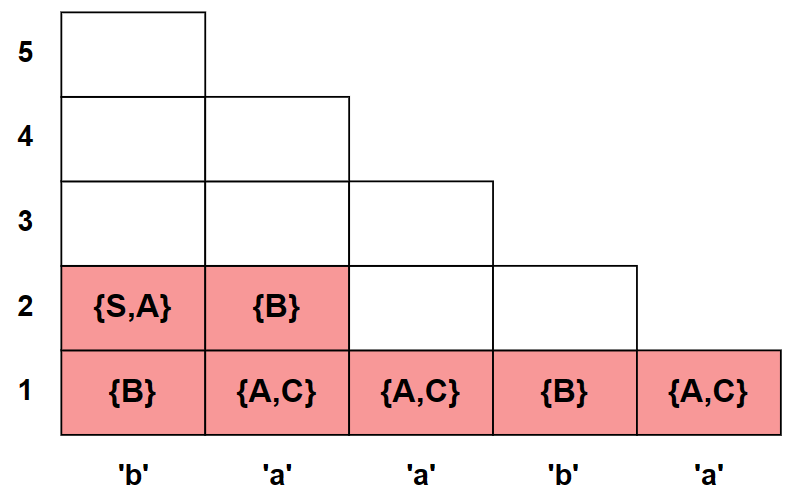 5
4
3
2 {S,A} {B}
1 {B} {A,C} {A,C} {B} {A,C}
'b' 'a' 'a' 'b' 'a'